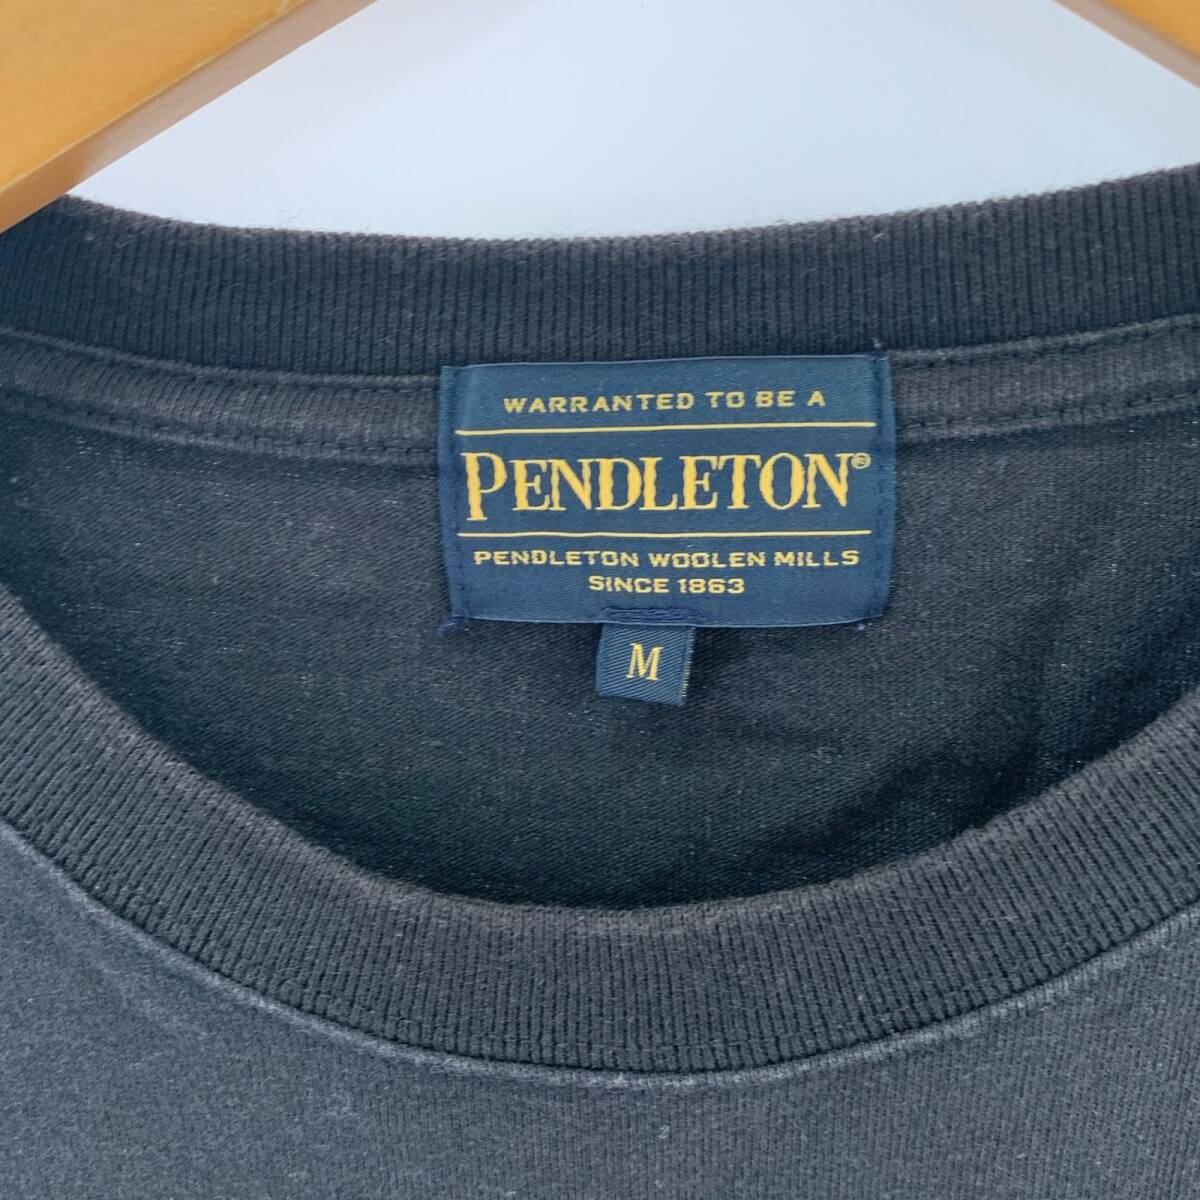 WARRANTED TO BE A
PENDLETON®
PENDLETON WOOLEN MILLS
SINCE 1863
M